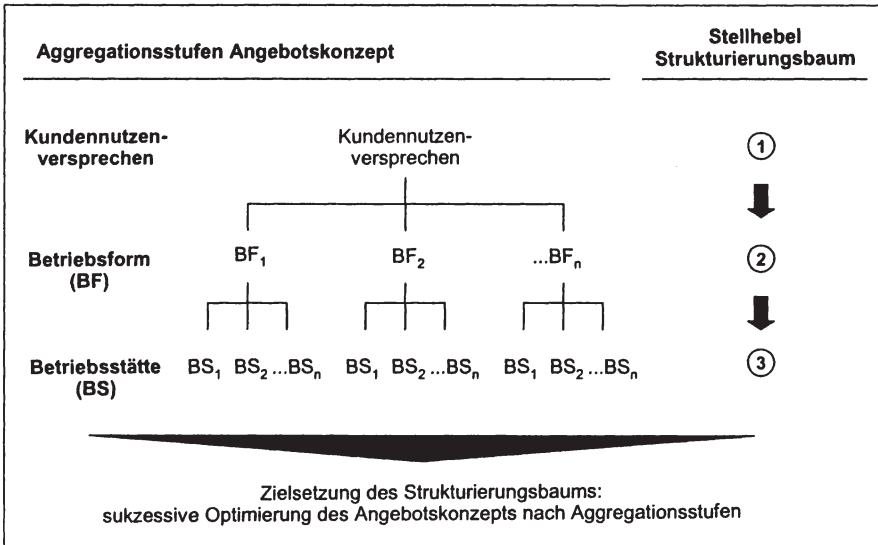 Aggregationsstufen Angebotskonzept
Stellhebel
Strukturierungsbaum
Kundennutzen-
versprechen
Kundennutzen-
versprechen
1
Betriebsform
(BF)
BF₁ BF₂ ...BFₙ
2
Betriebsstätte
(BS)
BS₁ BS₂ ...BSₙ BS₁ BS₂ ...BSₙ BS₁ BS₂ ...BSₙ
3
Zielsetzung des Strukturierungsbaums:
sukzessive Optimierung des Angebotskonzepts nach Aggregationsstufen